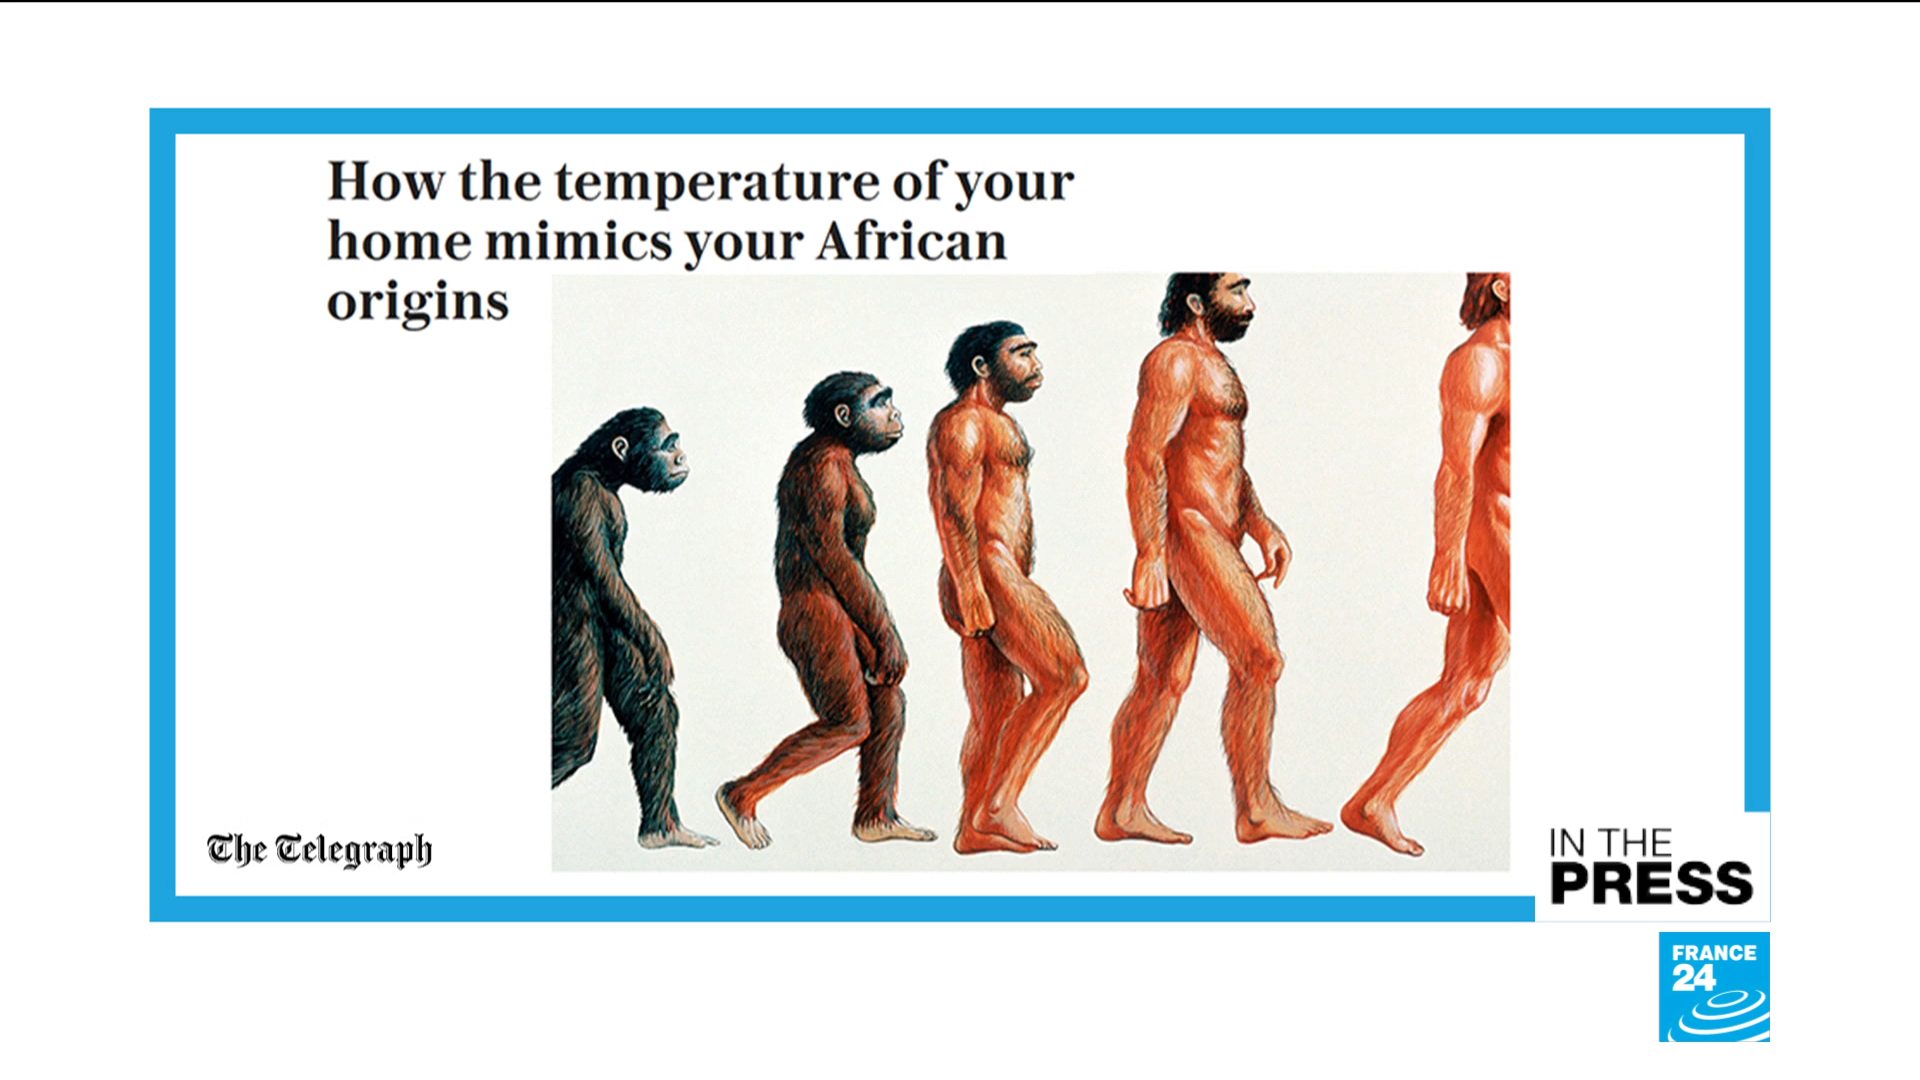 How the temperature of your
home mimics your African
origins
The Telegraph
IN THE
PRESS
FRANCE
24